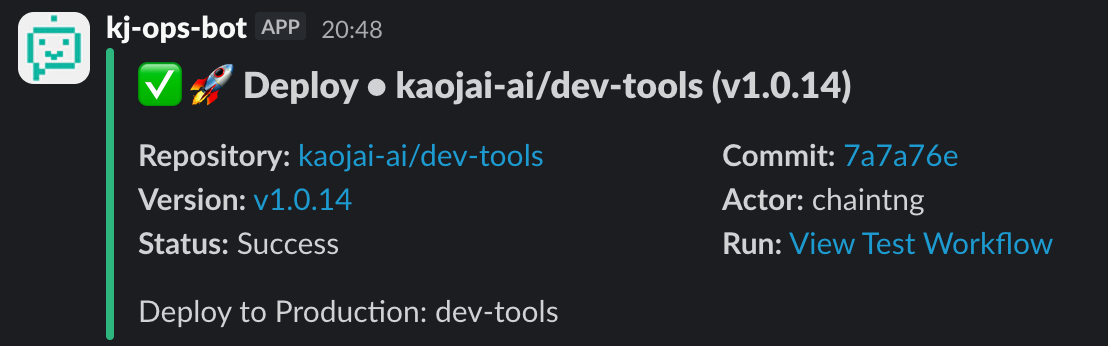 kj-ops-bot APP 20:48
✅🚀 Deploy ● kaojai-ai/dev-tools (v1.0.14)
Repository: kaojai-ai/dev-tools Commit: 7a7a76e
Version: v1.0.14 Actor: chaintng
Status: Success Run: View Test Workflow
Deploy to Production: dev-tools